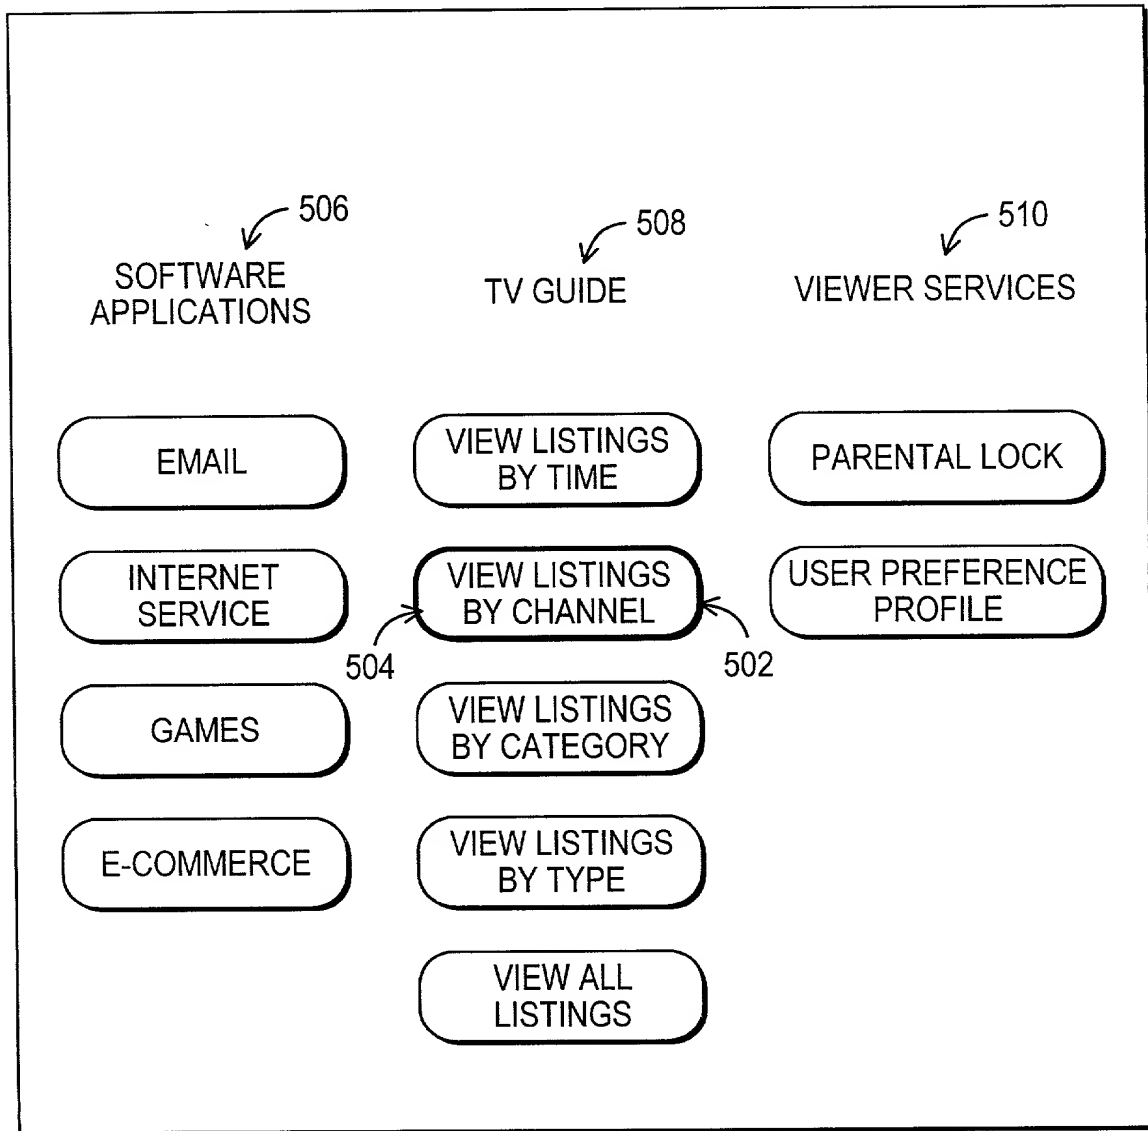 506
SOFTWARE
APPLICATIONS
508
TV GUIDE
510
VIEWER SERVICES
EMAIL
VIEW LISTINGS
BY TIME
PARENTAL LOCK
INTERNET
SERVICE
VIEW LISTINGS
BY CHANNEL
504
502
USER PREFERENCE
PROFILE
GAMES
VIEW LISTINGS
BY CATEGORY
E-COMMERCE
VIEW LISTINGS
BY TYPE
VIEW ALL
LISTINGS